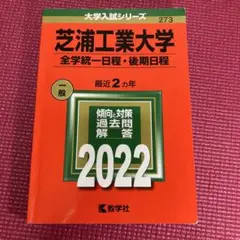 大学入試シリーズ
273
芝浦工業大学
全学統一日程・後期日程
一般
最近2カ年
傾向と対策
過去問
解答
2022
教学社